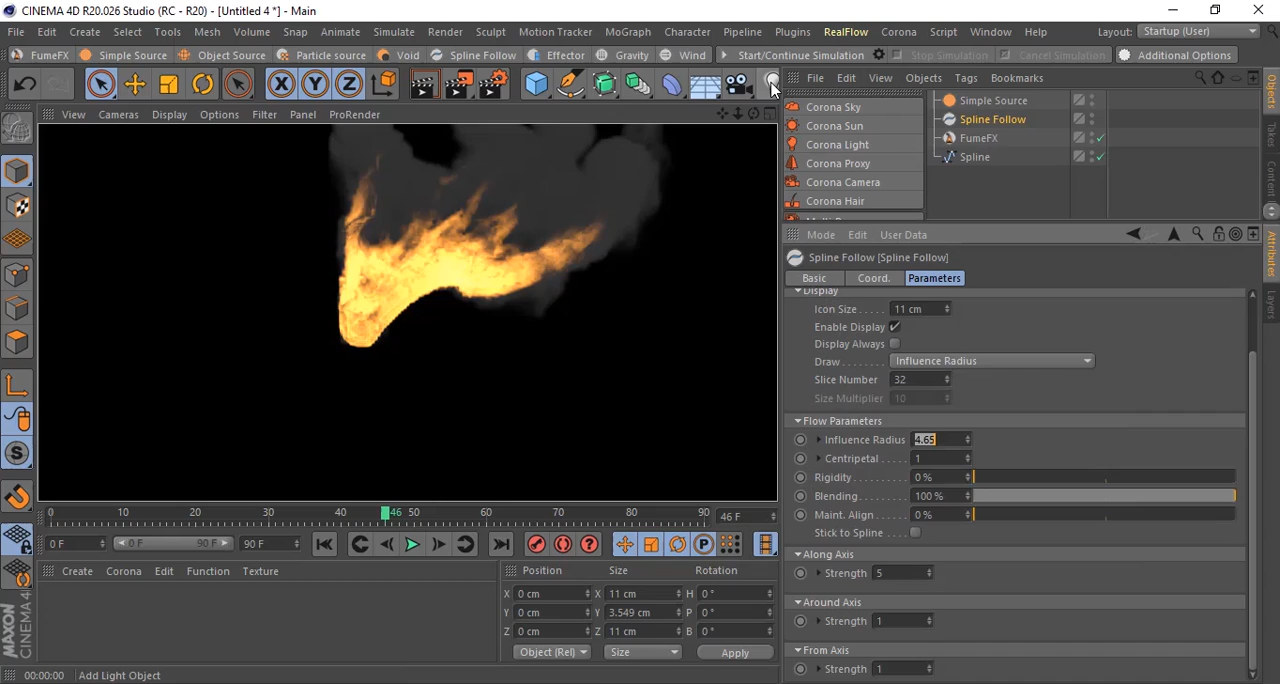 CINEMA 4D R20.026 Studio (RC - R20) - [Untitled 4 *] - Main
File Edit Create Select Tools Mesh Volume Snap Animate Simulate Render Sculpt Motion Tracker MoGraph Character Pipeline Plugins RealFlow Corona Script Window Help Layout: Startup (User)
FumeFX Simple Source Object Source Particle source Void Spline Follow Effector Gravity Wind Start/Continue Simulation Stop Simulation Cancel Simulation Additional Options
X Y Z
File Edit View Objects Tags Bookmarks
Corona Sky
Corona Sun
Corona Light
Corona Proxy
Corona Camera
Corona Hair
Simple Source
Spline Follow
FumeFX
Spline
View Cameras Display Options Filter Panel ProRender
Objects
Takes
Content
Attributes
Layers
Mode Edit User Data
Spline Follow [Spline Follow]
Basic Coord. Parameters
Display
Icon Size . . . . . 11 cm
Enable Display
Display Always
Draw . . . . . . . . Influence Radius
Slice Number 32
Size Multiplier 10
Flow Parameters
Influence Radius 4.65
Centripetal . . . . 1
Rigidity . . . . . . . 0 %
Blending. . . . . . . 100 %
Maint. Align . . . 0 %
Stick to Spline . .
Along Axis
Strength 5
Around Axis
Strength 1
From Axis
Strength 1
0 10 20 30 40 46 50 60 70 80 90 46 F
0 F 0 F 90 F 90 F
Create Corona Edit Function Texture
Position Size Rotation
X 0 cm X 11 cm H 0 °
Y 0 cm Y 3.549 cm P 0 °
Z 0 cm Z 11 cm B 0 °
Object (Rel) Size Apply
MAXON
CINEMA 4D
00:00:00 Add Light Object